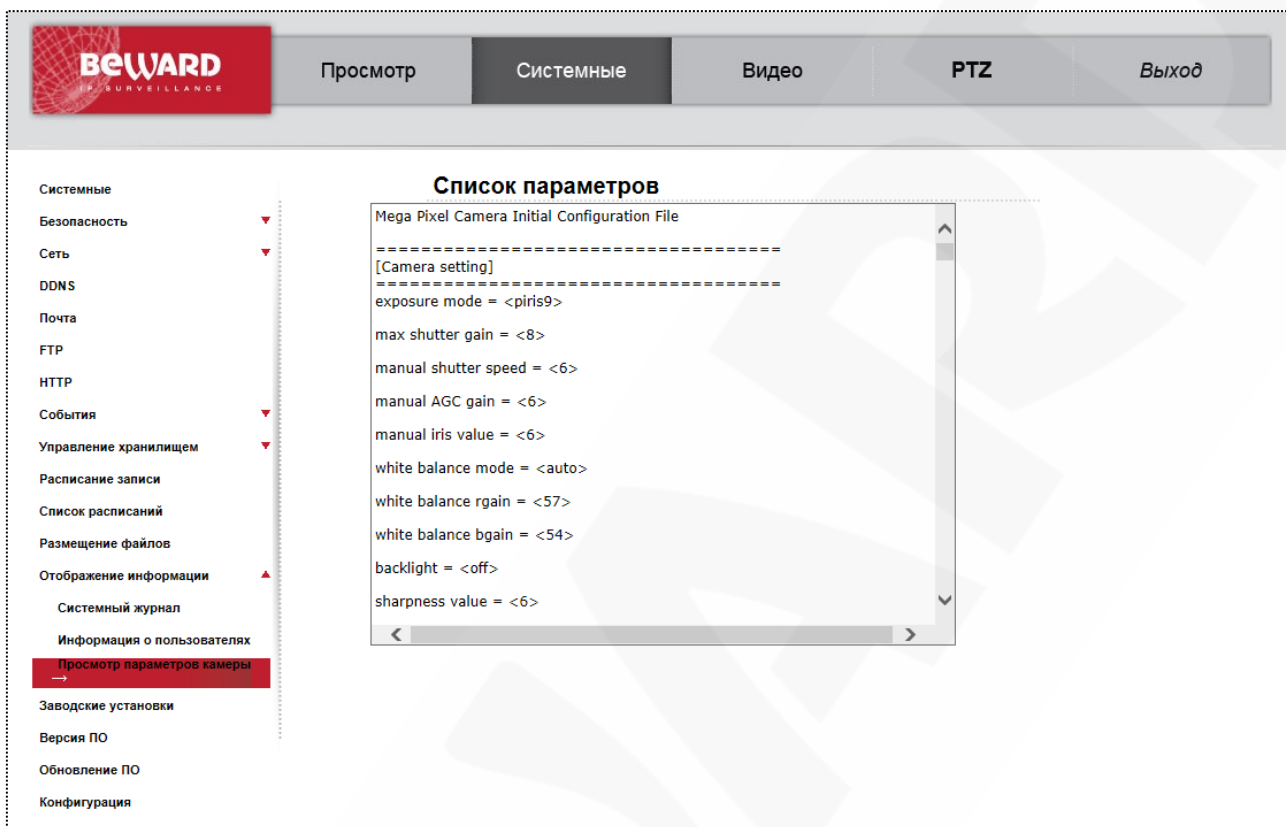 BEWARD
IP SURVEILLANCE
Просмотр
Системные
Видео
PTZ
Выход
Системные
Безопасность
Сеть
DDNS
Почта
FTP
HTTP
События
Управление хранилищем
Расписание записи
Список расписаний
Размещение файлов
Отображение информации
Системный журнал
Информация о пользователях
Просмотр параметров камеры
→
Заводские установки
Версия ПО
Обновление ПО
Конфигурация
Список параметров
Mega Pixel Camera Initial Configuration File
====================================
[Camera setting]
====================================
exposure mode = <piris9>
max shutter gain = <8>
manual shutter speed = <6>
manual AGC gain = <6>
manual iris value = <6>
white balance mode = <auto>
white balance rgain = <57>
white balance bgain = <54>
backlight = <off>
sharpness value = <6>